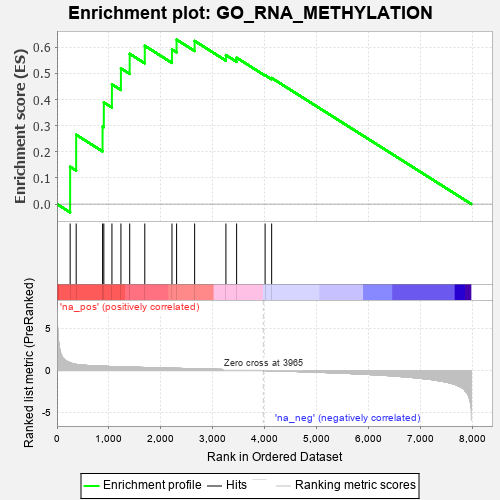 Enrichment plot: GO_RNA_METHYLATION
Enrichment score (ES)
0.6
0.5
0.4
0.3
0.2
0.1
0.0
'na_pos' (positively correlated)
Ranked list metric (PreRanked)
5
0
-5
Zero cross at 3965
'na_neg' (negatively correlated)
0 1,000 2,000 3,000 4,000 5,000 6,000 7,000 8,000
Rank in Ordered Dataset
Enrichment profile Hits Ranking metric scores